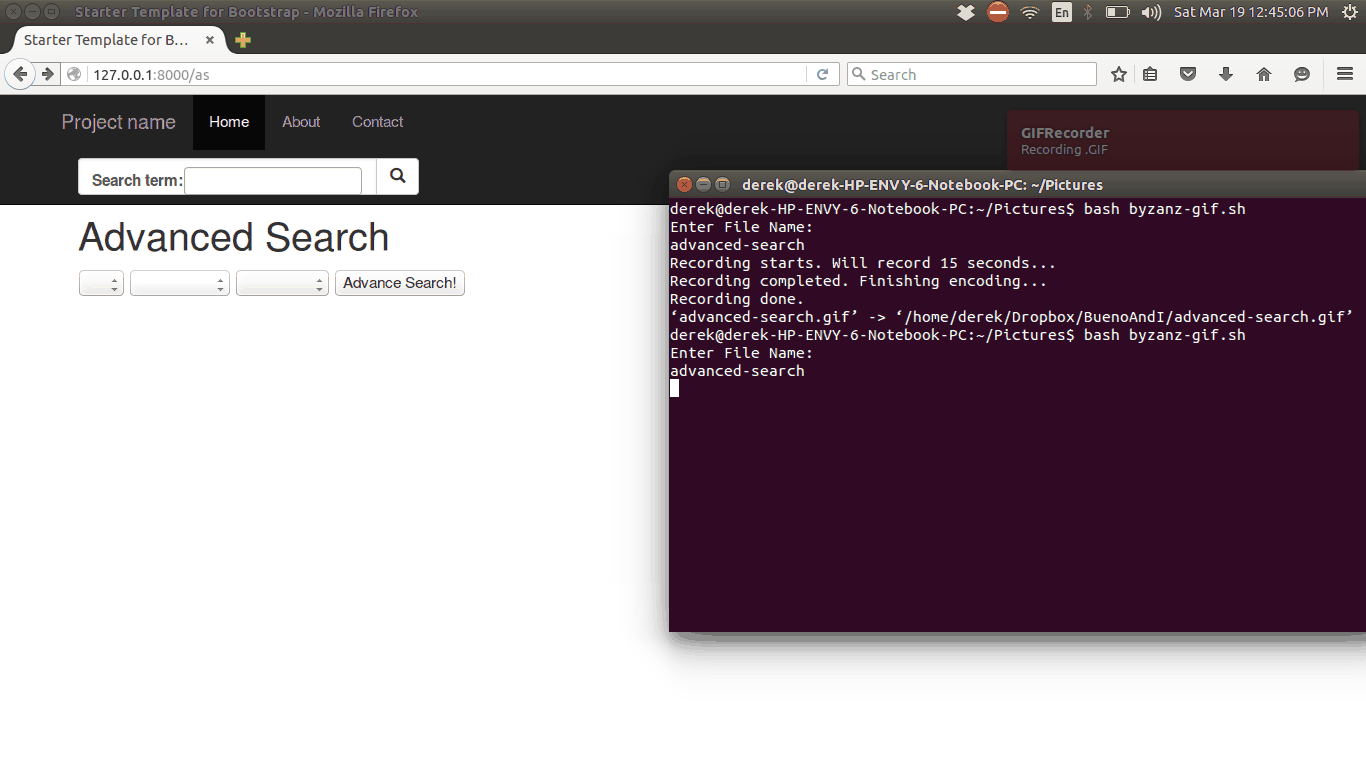 Starter Template for Bootstrap - Mozilla Firefox
En
Sat Mar 19 12:45:06 PM
Starter Template for B...
127.0.0.1:8000/as
Search
Project name
Home
About
Contact
GIFRecorder
Recording .GIF
Search term:
Advanced Search
Advance Search!
derek@derek-HP-ENVY-6-Notebook-PC: ~/Pictures
derek@derek-HP-ENVY-6-Notebook-PC:~/Pictures$ bash byzanz-gif.sh
Enter File Name:
advanced-search
Recording starts. Will record 15 seconds...
Recording completed. Finishing encoding...
Recording done.
‘advanced-search.gif’ -> ‘/home/derek/Dropbox/BuenoAndI/advanced-search.gif’
derek@derek-HP-ENVY-6-Notebook-PC:~/Pictures$ bash byzanz-gif.sh
Enter File Name:
advanced-search